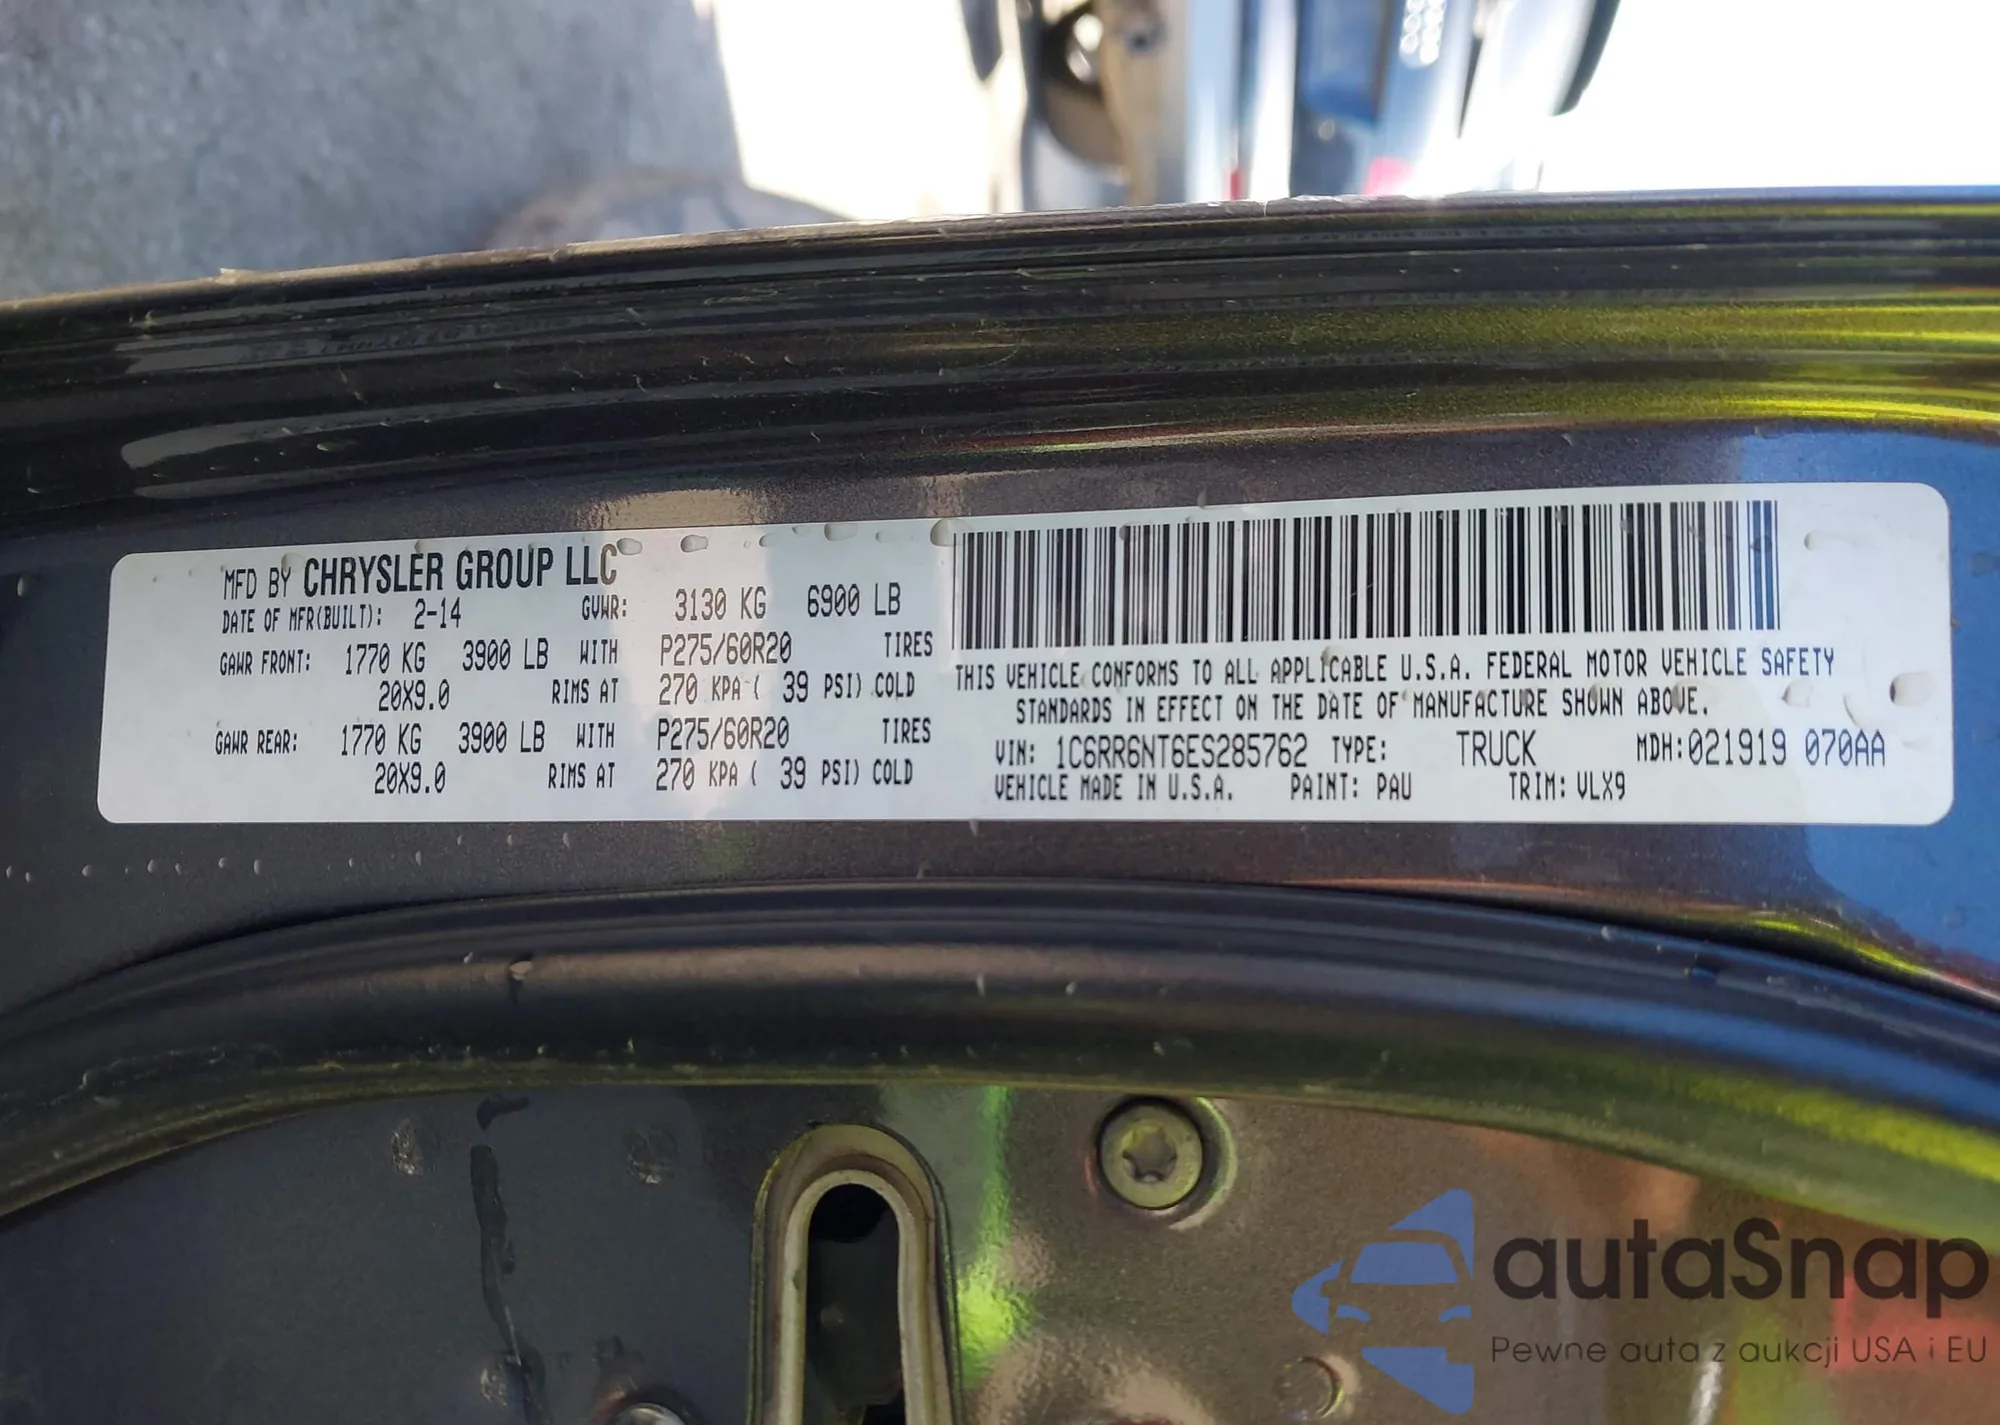 MFD BY CHRYSLER GROUP LLC
DATE OF MFR(BUILT): 2-14 GVWR: 3130 KG 6900 LB
GAWR FRONT: 1770 KG 3900 LB WITH P275/60R20 TIRES
20X9.0 RIMS AT 270 KPA ( 39 PSI) COLD
GAWR REAR: 1770 KG 3900 LB WITH P275/60R20 TIRES
20X9.0 RIMS AT 270 KPA ( 39 PSI) COLD
THIS VEHICLE CONFORMS TO ALL APPLICABLE U.S.A. FEDERAL MOTOR VEHICLE SAFETY
STANDARDS IN EFFECT ON THE DATE OF MANUFACTURE SHOWN ABOVE.
VIN: 1C6RR6NT6ES285762 TYPE: TRUCK MDH:021919 070AA
VEHICLE MADE IN U.S.A. PAINT: PAU TRIM: VLX9
autaSnap
Pewne auta z aukcji USA i EU